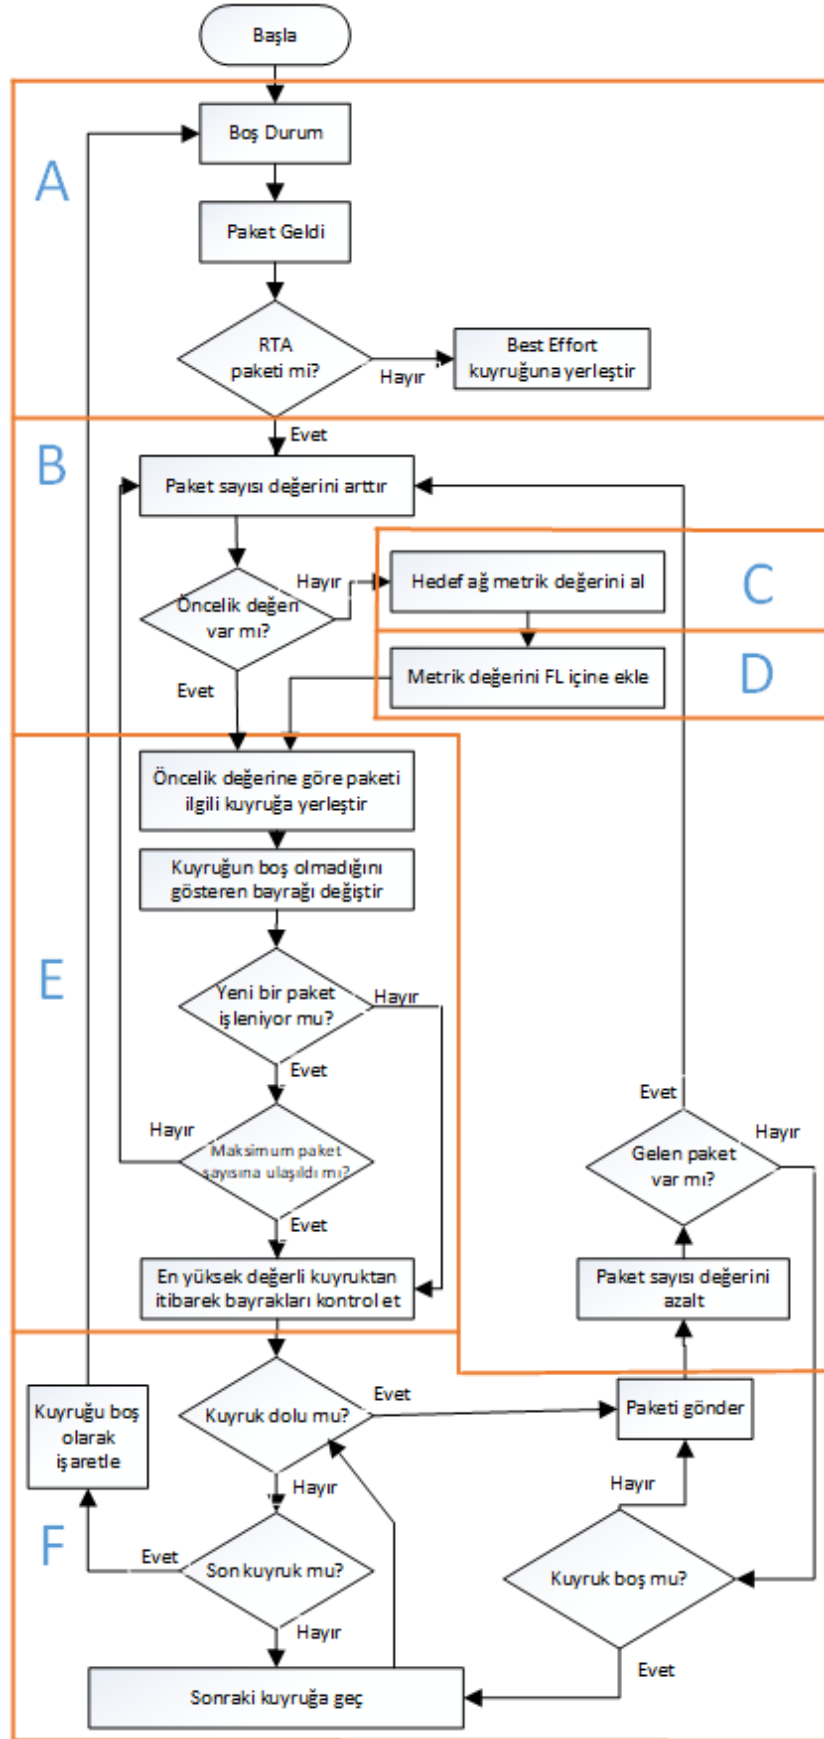 Başla
A
Boş Durum
Paket Geldi
RTA
paketi mi?
Hayır
Best Effort
kuyruğuna yerleştir
Evet
B
Paket sayısı değerini arttır
Öncelik değeri
var mı?
Hayır
Hedef ağ metrik değerini al
C
Evet
Metrik değerini FL içine ekle
D
Öncelik değerine göre paketi
ilgili kuyruğa yerleştir
Kuyruğun boş olmadığını
gösteren bayrağı değiştir
E
Yeni bir paket
işleniyor mu?
Hayır
Evet
Hayır
Maksimum paket
sayısına ulaşıldı mı?
Evet
En yüksek değerli kuyruktan
itibarek bayrakları kontrol et
Evet
Hayır
Gelen paket
var mı?
Paket sayısı değerini
azalt
Kuyruğu boş
olarak
işaretle
Kuyruk dolu mu?
Evet
Paketi gönder
Hayır
Hayır
F
Evet
Son kuyruk mu?
Kuyruk boş mu?
Hayır
Evet
Sonraki kuyruğa geç